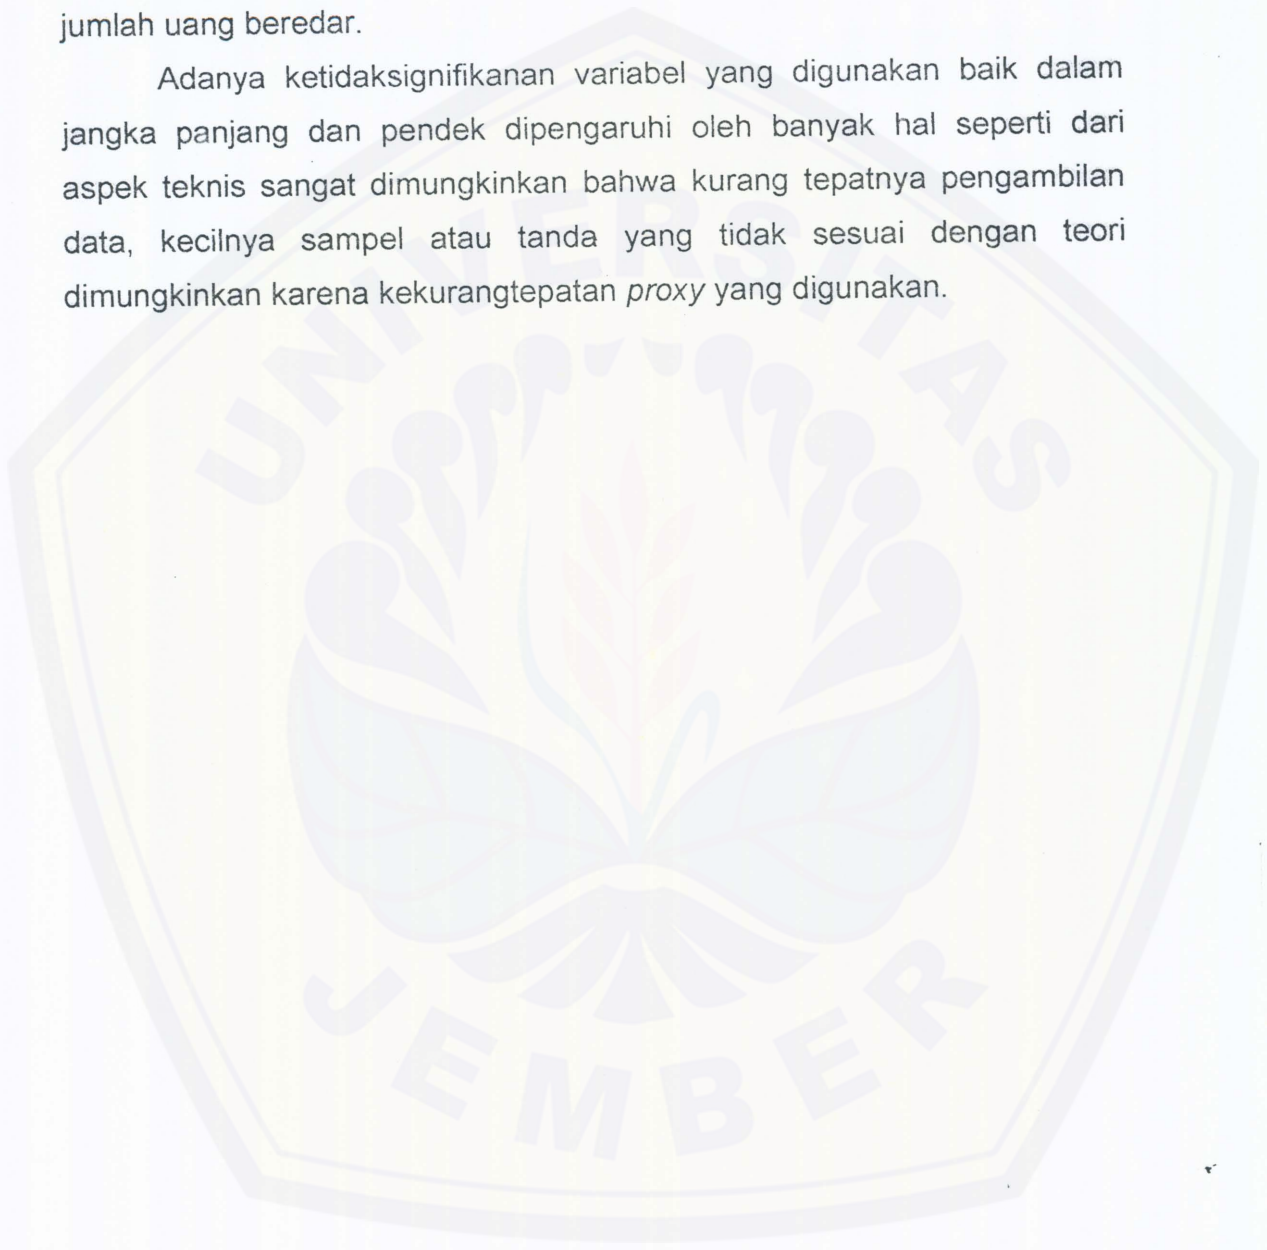 jumlah uang beredar.
Adanya ketidaksignifikanan variabel yang digunakan baik dalam
jangka panjang dan pendek dipengaruhi oleh banyak hal seperti dari
aspek teknis sangat dimungkinkan bahwa kurang tepatnya pengambilan
data, kecilnya sampel atau tanda yang tidak sesuai dengan teori
dimungkinkan karena kekurangtepatan proxy yang digunakan.
UNIVERSITAS
JEMBER